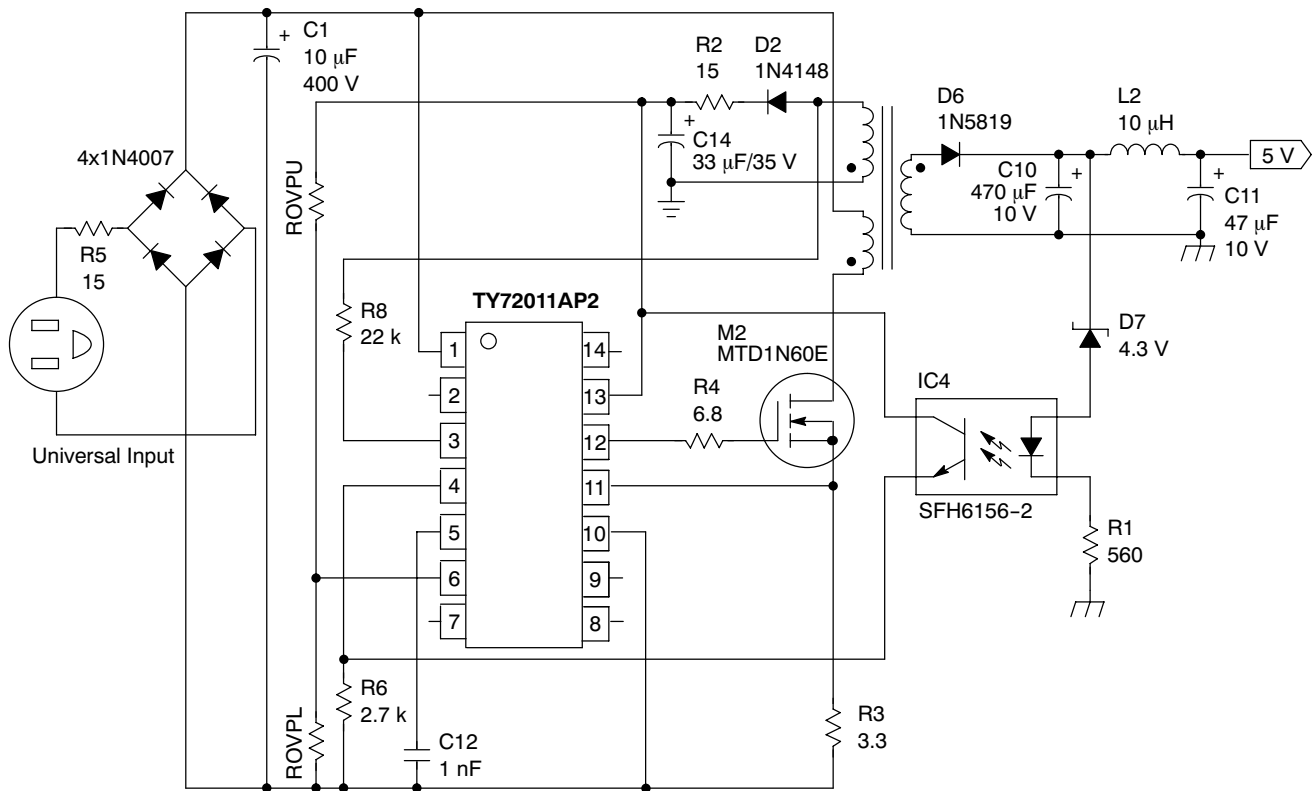 C1
10 μF
400 V
+
R2
15
D2
1N4148
+
C14
33 μF/35 V
D6
1N5819
L2
10 μH
5 V
C10
470 μF
10 V
+
+
C11
47 μF
10 V
4x1N4007
R5
15
Universal Input
ROVPU
R8
22 k
TY72011AP2
1
2
3
4
5
6
7
14
13
12
11
10
9
8
M2
MTD1N60E
R4
6.8
D7
4.3 V
IC4
SFH6156-2
R1
560
R6
2.7 k
ROVPL
C12
1 nF
R3
3.3